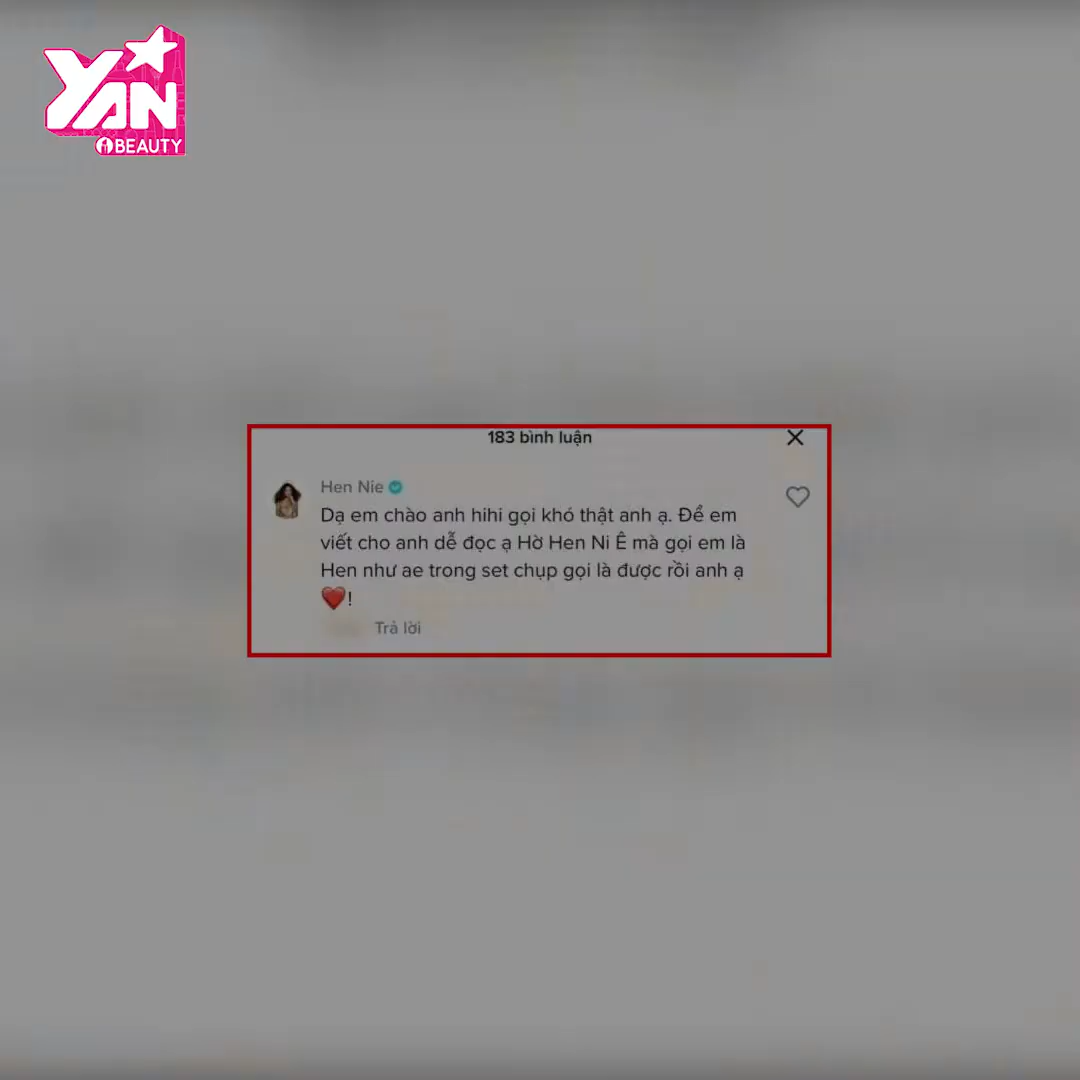 YAN
BEAUTY
183 bình luận
Hen Nie
Dạ em chào anh hihi gọi khó thật anh ạ. Để em
viết cho anh dễ đọc ạ Hờ Hen Ni Ê mà gọi em là
Hen như ae trong set chụp gọi là được rồi anh ạ
❤️!
Trả lời